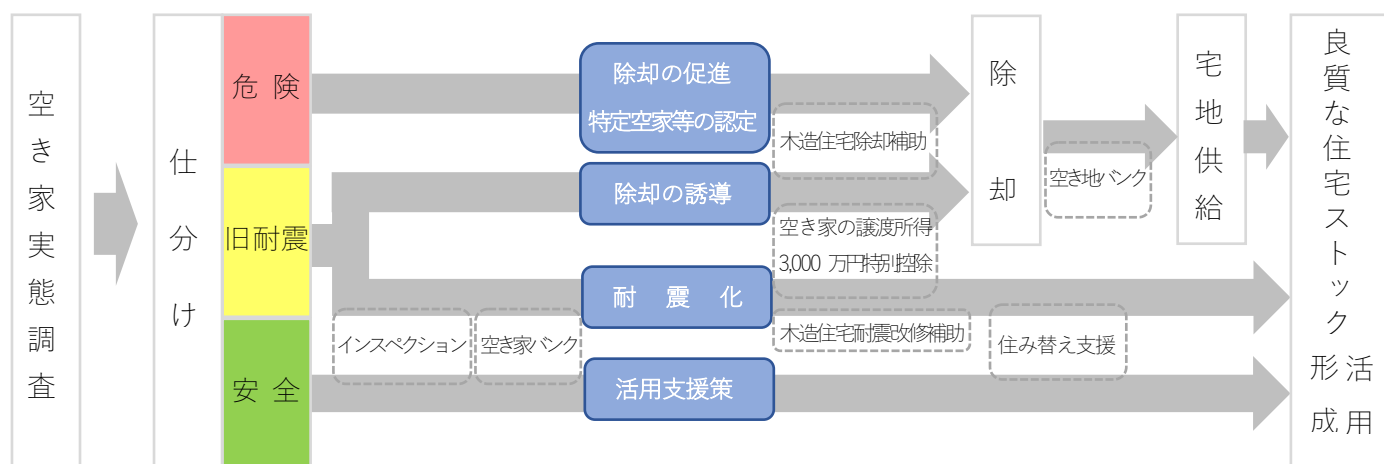 空き家実態調査
仕分け
危 険
旧耐震
安 全
除却の促進
特定空家等の認定
除却の誘導
耐 震 化
活用支援策
木造住宅除却補助
空き家の譲渡所得
3,000 万円特別控除
木造住宅耐震改修補助
インスペクション
空き家バンク
住み替え支援
除却
空き地バンク
宅地供給
良質な住宅ストック
形成.
活用